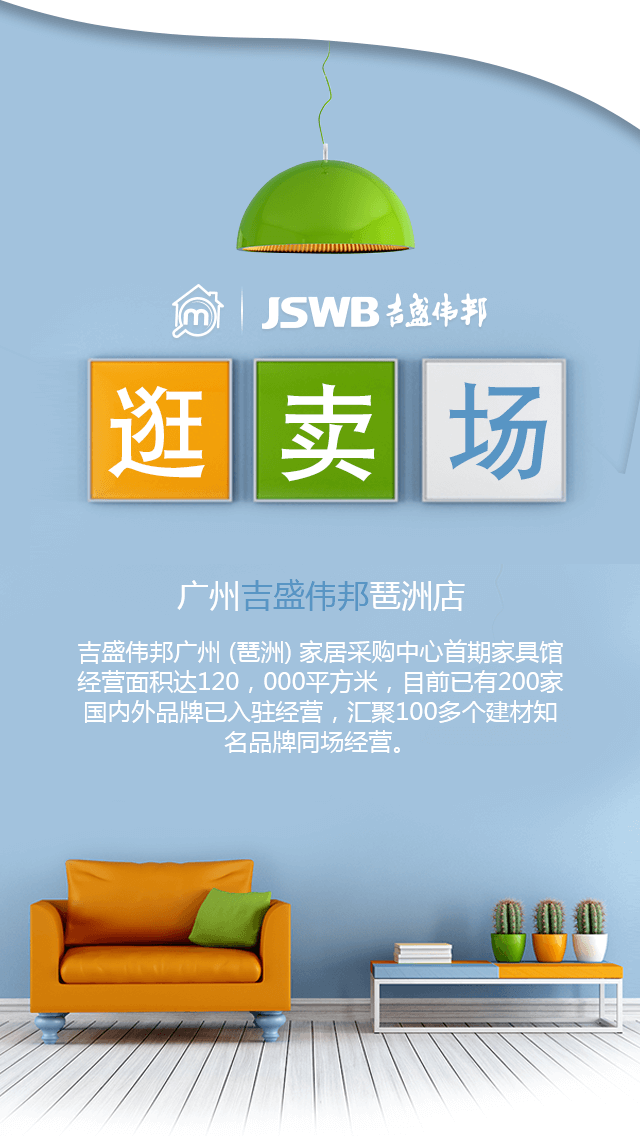 m JSWB吉盛伟邦
逛卖场
广州吉盛伟邦琶洲店
吉盛伟邦广州 (琶洲) 家居采购中心首期家具馆
经营面积达120，000平方米，目前已有200家
国内外品牌已入驻经营，汇聚100多个建材知
名品牌同场经营。